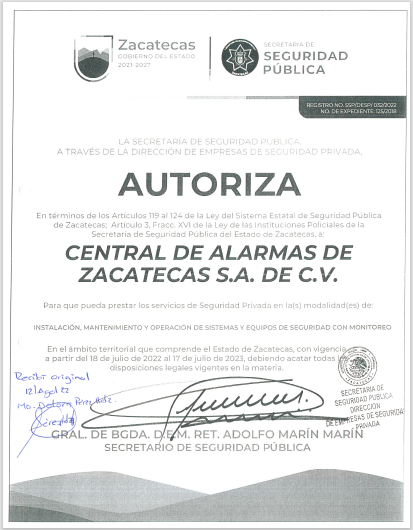 Zacatecas
GOBIERNO DEL ESTADO
2021-2027
SECRETARÍA DE
SEGURIDAD
PÚBLICA
REGISTRO NO. SSP/DESP/ 032/2022
NO. DE EXPEDIENTE: 125/2018
LA SECRETARÍA DE SEGURIDAD PÚBLICA,
A TRAVÉS DE LA DIRECCIÓN DE EMPRESAS DE SEGURIDAD PRIVADA,
AUTORIZA
En términos de los Artículos 119 al 124 de la Ley del Sistema Estatal de Seguridad Pública
de Zacatecas; Artículo 3, Fracc. XVI de la Ley de las Instituciones Policiales de la
Secretaría de Seguridad Pública del Estado de Zacatecas, a:
CENTRAL DE ALARMAS DE
ZACATECAS S.A. DE C.V.
Para que pueda prestar los servicios de Seguridad Privada en la(s) modalidad(es) de:
INSTALACIÓN, MANTENIMIENTO Y OPERACIÓN DE SISTEMAS Y EQUIPOS DE SEGURIDAD CON MONITOREO
En el ámbito territorial que comprende el Estado de Zacatecas, con vigencia
a partir del 18 de julio de 2022 al 17 de julio de 2023, debiendo acatar todas las
disposiciones legales vigentes en la materia.
Recibí original
12/Ago/22
Ma. Dolores Pérez
SECRETARÍA DE
SEGURIDAD PÚBLICA
DIRECCIÓN
DE EMPRESAS DE SEGURIDAD
PRIVADA
GRAL. DE BGDA. D.E.M. RET. ADOLFO MARÍN MARÍN
SECRETARIO DE SEGURIDAD PÚBLICA